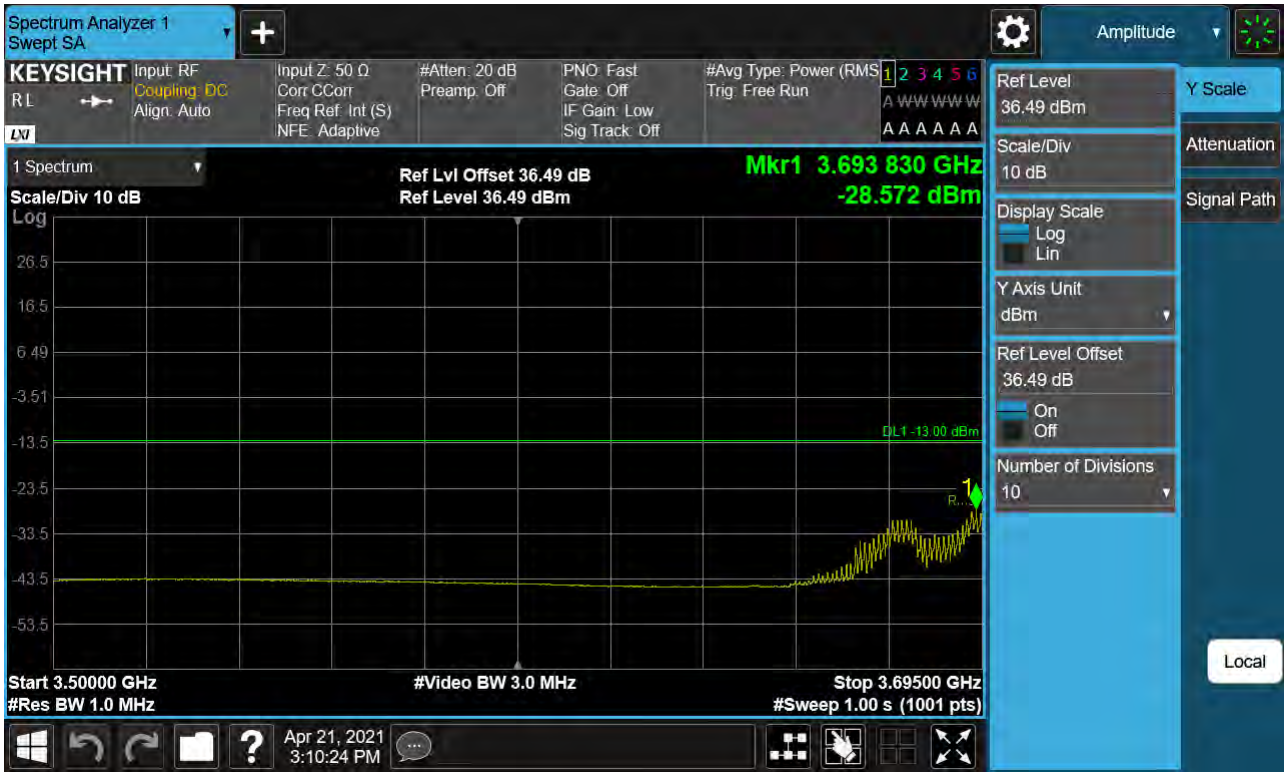 Spectrum Analyzer 1
Swept SA
Amplitude
KEYSIGHT
RL
LXI
Input: RF
Coupling: DC
Align: Auto
Input Z: 50 Ω
Corr CCorr
Freq Ref: Int (S)
NFE: Adaptive
#Atten: 20 dB
Preamp: Off
PNO: Fast
Gate: Off
IF Gain: Low
Sig Track: Off
#Avg Type: Power (RMS
Trig: Free Run
1 2 3 4 5 6
A W W W W W
A A A A A A
1 Spectrum
Scale/Div 10 dB
Ref Lvl Offset 36.49 dB
Ref Level 36.49 dBm
Mkr1 3.693 830 GHz
-28.572 dBm
Log
26.5
16.5
6.49
-3.51
-13.5
-23.5
-33.5
-43.5
-53.5
DL1 -13.00 dBm
1
R...
Start 3.50000 GHz
#Res BW 1.0 MHz
#Video BW 3.0 MHz
Stop 3.69500 GHz
#Sweep 1.00 s (1001 pts)
Ref Level
36.49 dBm
Scale/Div
10 dB
Display Scale
Log
Lin
Y Axis Unit
dBm
Ref Level Offset
36.49 dB
On
Off
Number of Divisions
10
Y Scale
Attenuation
Signal Path
Local
?
Apr 21, 2021
3:10:24 PM